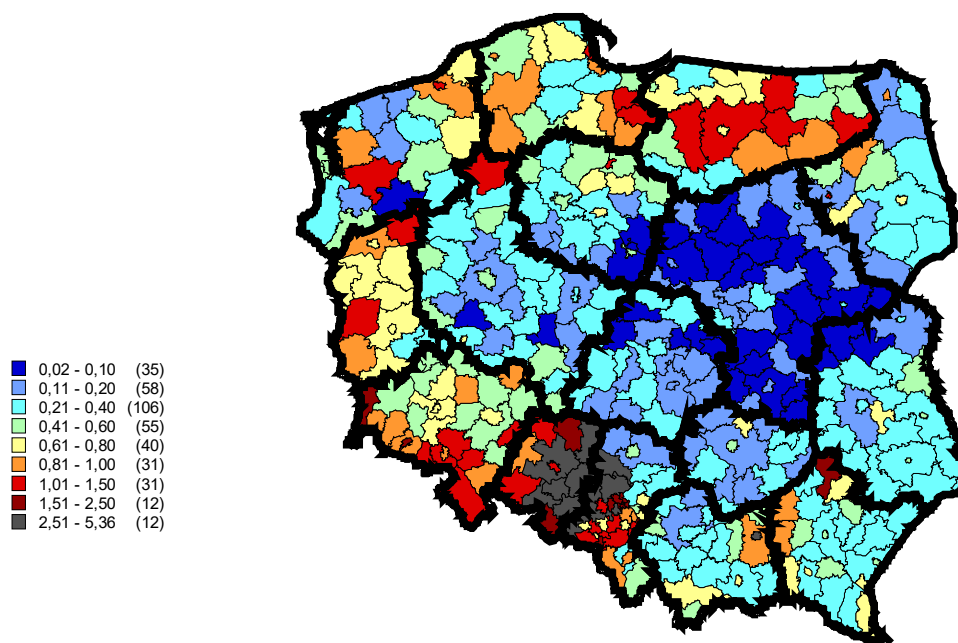 0,02 - 0,10 (35)
0,11 - 0,20 (58)
0,21 - 0,40 (106)
0,41 - 0,60 (55)
0,61 - 0,80 (40)
0,81 - 1,00 (31)
1,01 - 1,50 (31)
1,51 - 2,50 (12)
2,51 - 5,36 (12)